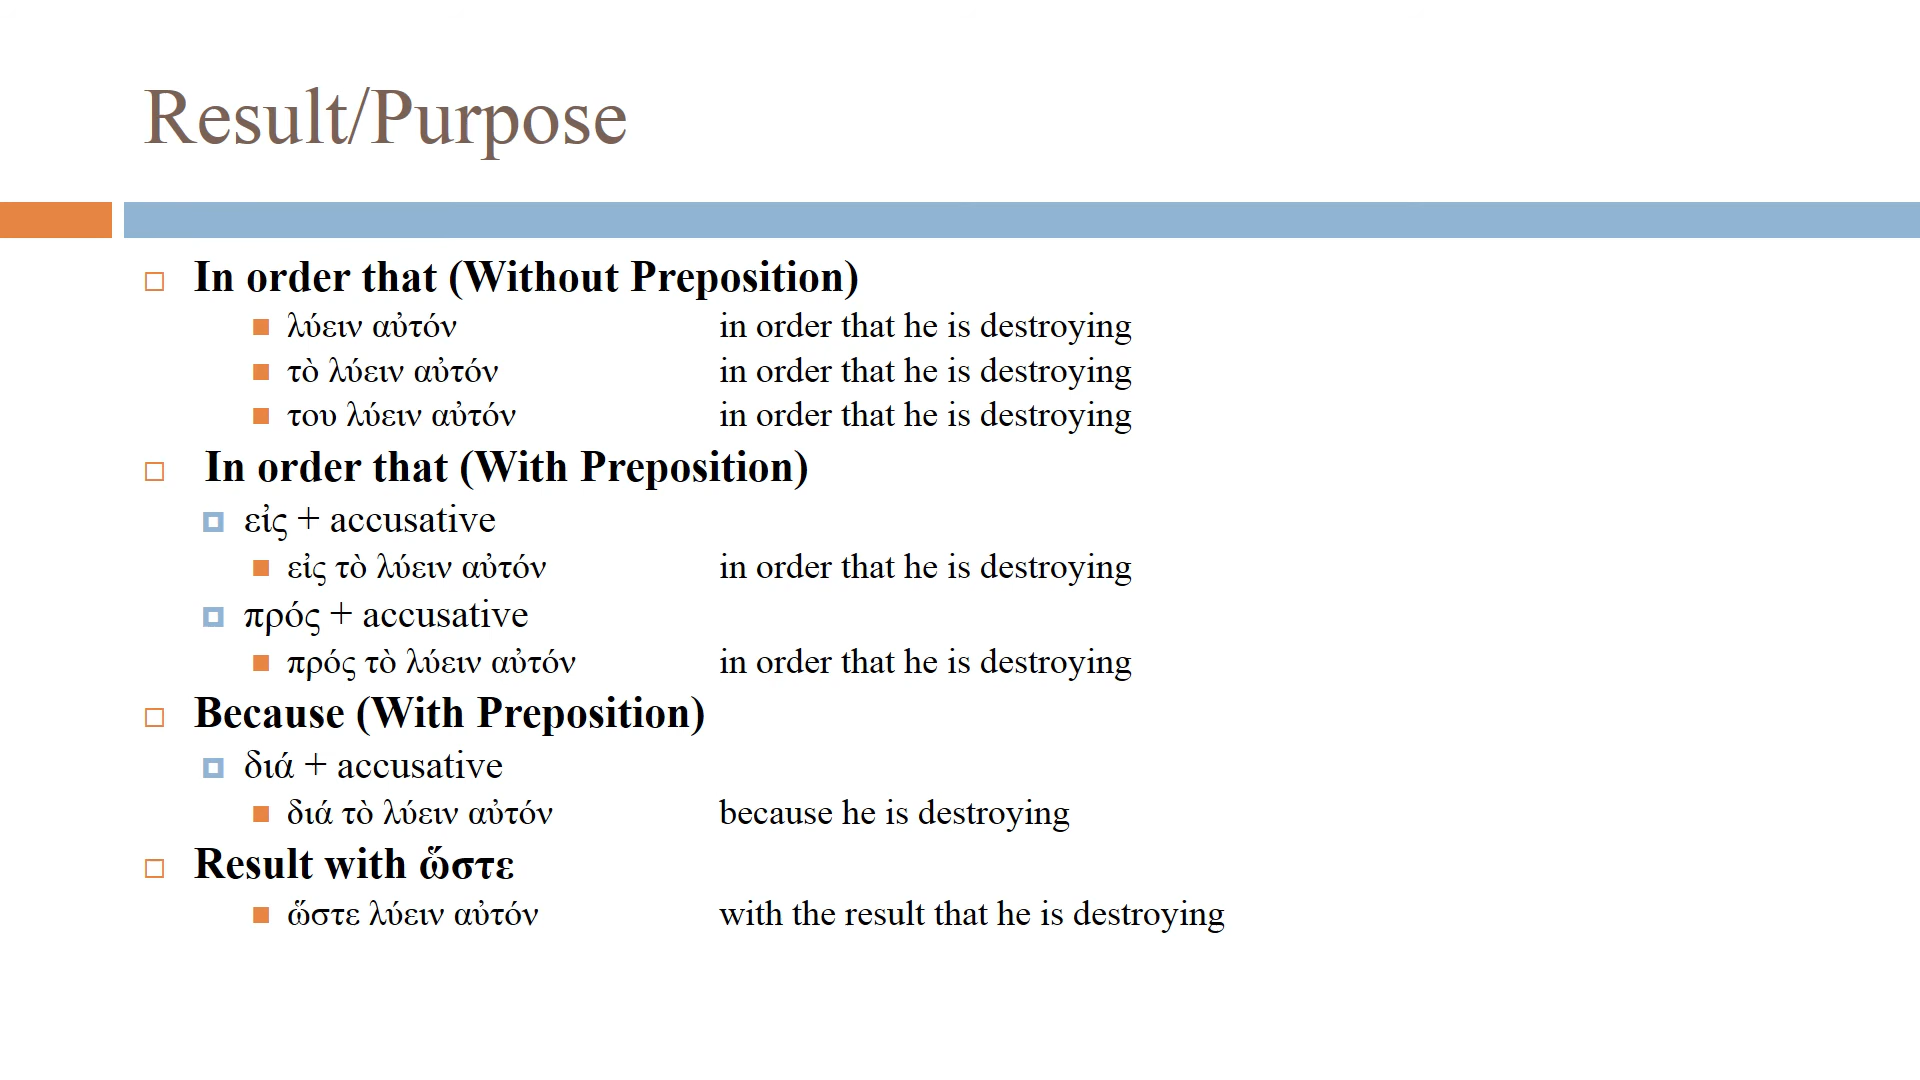 Result/Purpose
In order that (Without Preposition)
λύειν αὐτόν in order that he is destroying
τὸ λύειν αὐτόν in order that he is destroying
του λύειν αὐτόν in order that he is destroying
In order that (With Preposition)
εἰς + accusative
εἰς τὸ λύειν αὐτόν in order that he is destroying
πρός + accusative
πρός τὸ λύειν αὐτόν in order that he is destroying
Because (With Preposition)
διά + accusative
διά τὸ λύειν αὐτόν because he is destroying
Result with ὥστε
ὥστε λύειν αὐτόν with the result that he is destroying